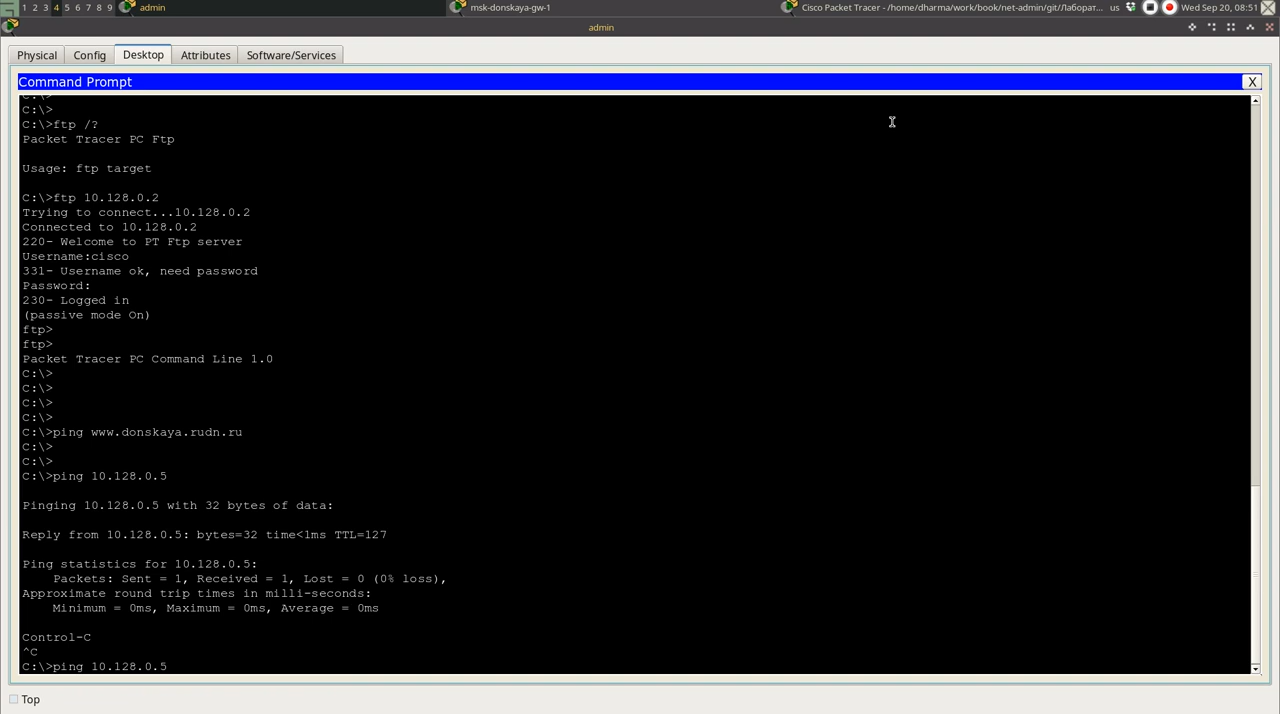 1 2 3 4 5 6 7 8 9 admin msk-donskaya-gw-1 Cisco Packet Tracer - /home/dharma/work/book/net-admin/git/Лаборат... us Wed Sep 20, 08:51
admin
Physical Config Desktop Attributes Software/Services
Command Prompt X
C:\>
C:\>
C:\>ftp /?
Packet Tracer PC Ftp
Usage: ftp target
C:\>ftp 10.128.0.2
Trying to connect...10.128.0.2
Connected to 10.128.0.2
220- Welcome to PT Ftp server
Username:cisco
331- Username ok, need password
Password:
230- Logged in
(passive mode On)
ftp>
ftp>
Packet Tracer PC Command Line 1.0
C:\>
C:\>
C:\>
C:\>
C:\>ping www.donskaya.rudn.ru
C:\>
C:\>
C:\>ping 10.128.0.5
Pinging 10.128.0.5 with 32 bytes of data:
Reply from 10.128.0.5: bytes=32 time<1ms TTL=127
Ping statistics for 10.128.0.5:
Packets: Sent = 1, Received = 1, Lost = 0 (0% loss),
Approximate round trip times in milli-seconds:
Minimum = 0ms, Maximum = 0ms, Average = 0ms
Control-C
^C
C:\>ping 10.128.0.5
Top